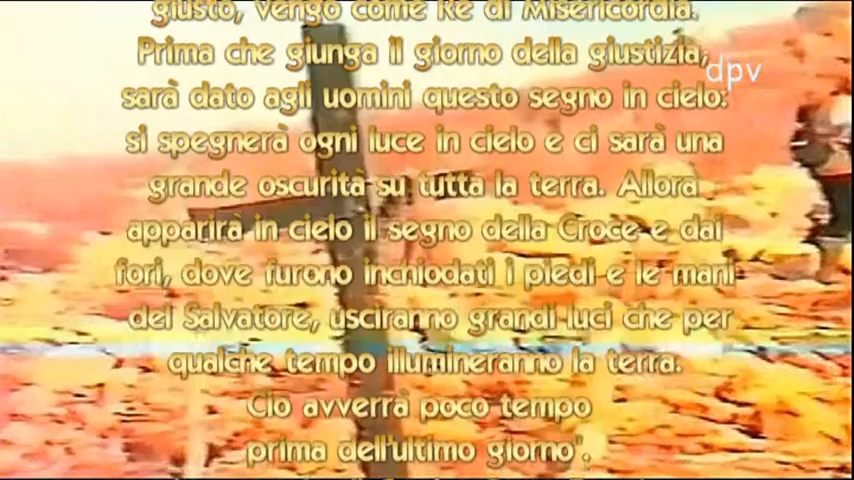 giusto, vengo come Re di Misericordia.
Prima che giunga il giorno della giustizia,
dpv
sarà dato agli uomini questo segno in cielo:
si spegnerà ogni luce in cielo e ci sarà una
grande oscurità su tutta la terra. Allora
apparirà in cielo il segno della Croce e dai
fori, dove furono inchiodati i piedi e le mani
del Salvatore, usciranno grandi luci che per
qualche tempo illumineranno la terra.
Cio avverrà poco tempo
prima dell'ultimo giorno".